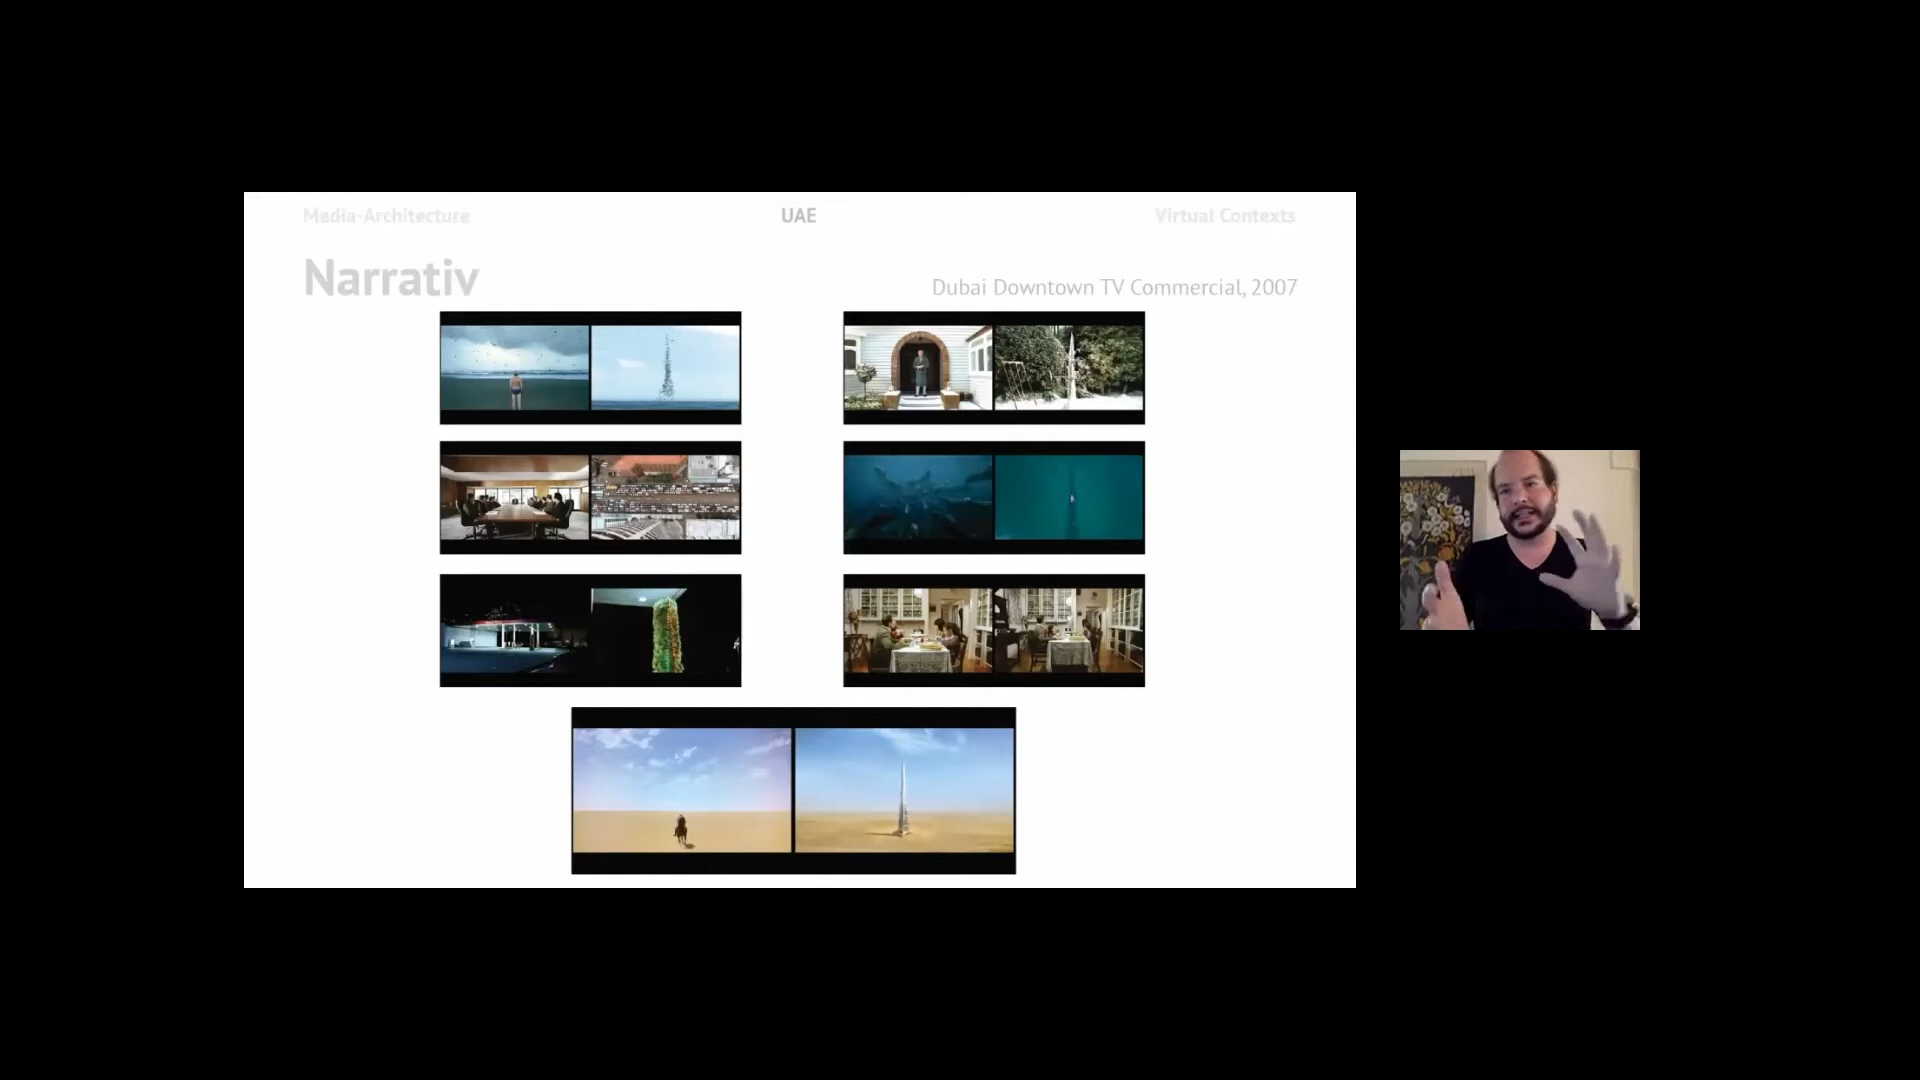 Media-Architecture
UAE
Virtual Contexts
Narrativ
Dubai Downtown TV Commercial, 2007